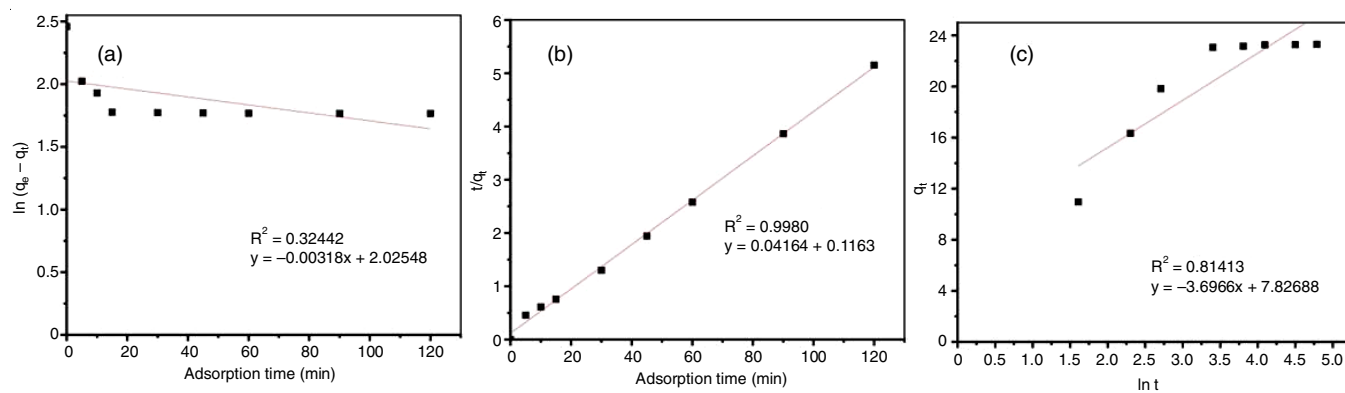 (a)
ln (qₑ – qₜ)
2.5
2.0
1.5
1.0
0.5
0
R² = 0.32442
y = –0.00318x + 2.02548
0 20 40 60 80 100 120
Adsorption time (min)
(b)
t/qₜ
6
5
4
3
2
1
0
R² = 0.9980
y = 0.04164 + 0.1163
0 20 40 60 80 100 120
Adsorption time (min)
(c)
qₜ
24
20
16
12
8
4
0
R² = 0.81413
y = –3.6966x + 7.82688
0 0.5 1.0 1.5 2.0 2.5 3.0 3.5 4.0 4.5 5.0
ln t